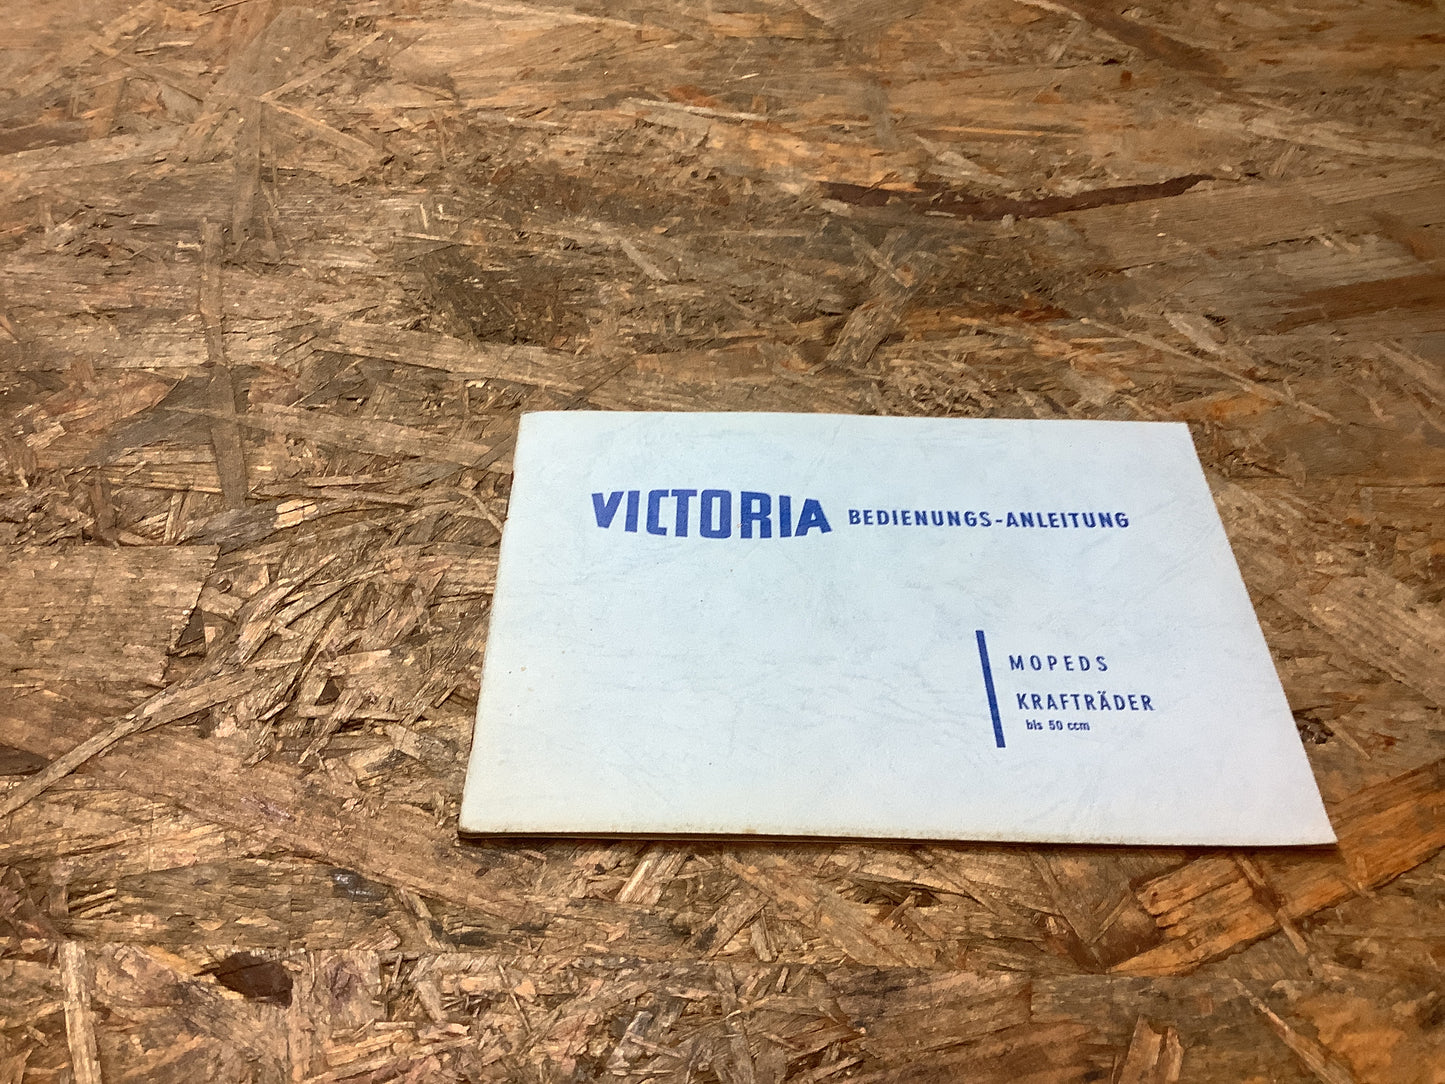 VICTORIA BEDIENUNGS-ANLEITUNG
MOPEDS
KRAFTRÄDER
bis 50 ccm